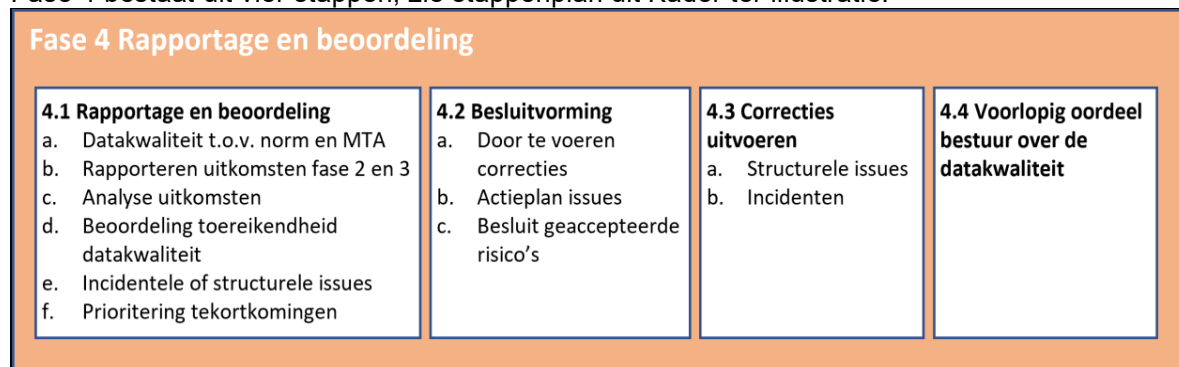 Fase 4 Rapportage en beoordeling
4.1 Rapportage en beoordeling
a. Datakwaliteit t.o.v. norm en MTA
b. Rapporteren uitkomsten fase 2 en 3
c. Analyse uitkomsten
d. Beoordeling toereikendheid
datakwaliteit
e. Incidentele of structurele issues
f. Prioritering tekortkomingen
4.2 Besluitvorming
a. Door te voeren
correcties
b. Actieplan issues
c. Besluit geaccepteerde
risico's
4.3 Correcties
uitvoeren
a. Structurele issues
b. Incidenten
4.4 Voorlopig oordeel
bestuur over de
datakwaliteit